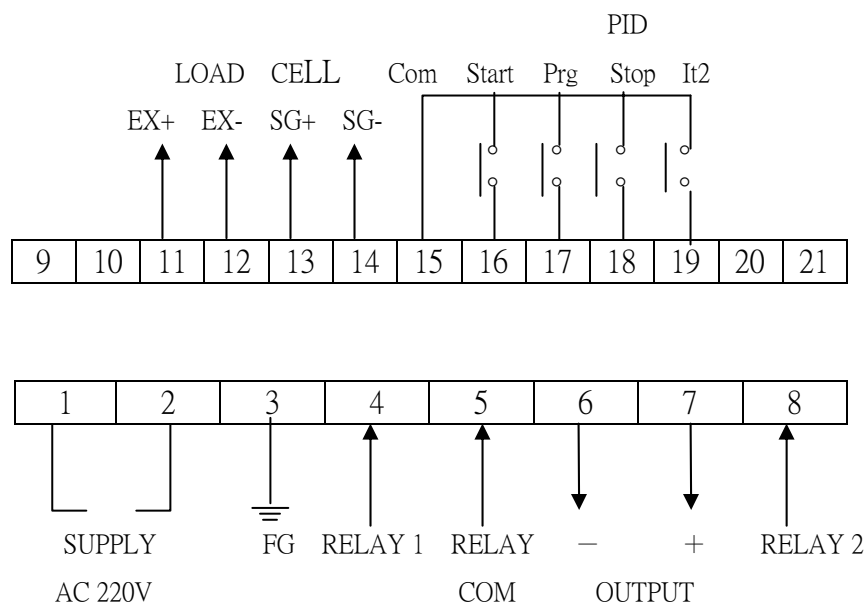 PID
LOAD CELL Com Start Prg Stop It2
EX+ EX- SG+ SG-
9 10 11 12 13 14 15 16 17 18 19 20 21
1 2 3 4 5 6 7 8
SUPPLY FG RELAY 1 RELAY — + RELAY 2
AC 220V COM OUTPUT